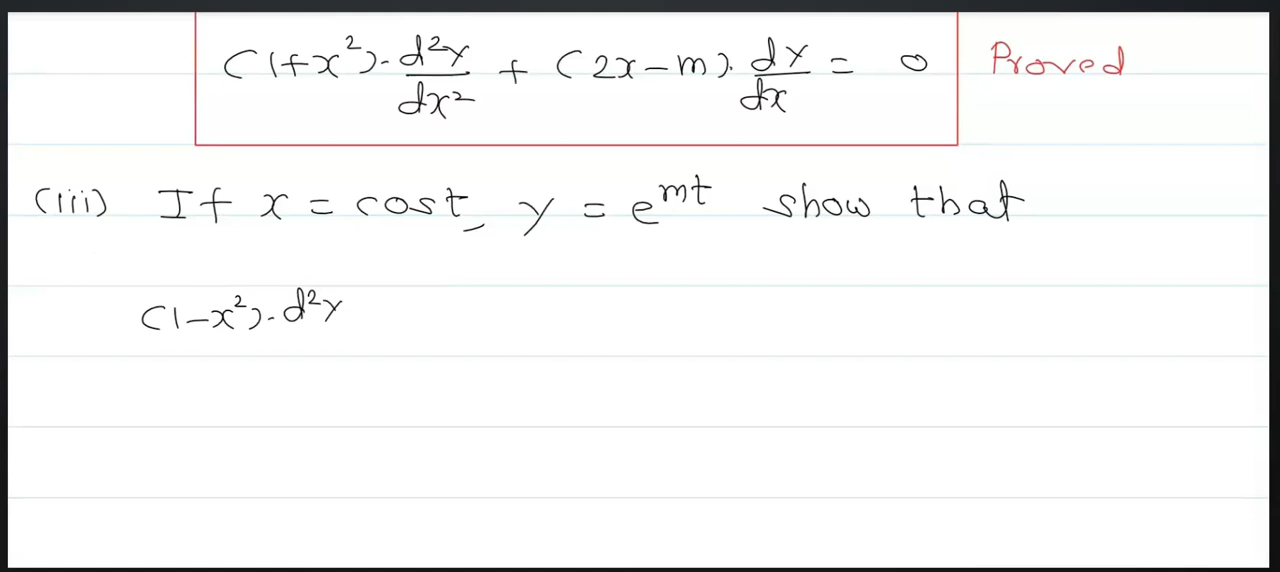 (1+x²)·d²y/dx² + (2x-m)·dy/dx = 0 Proved
(iii) If x = cost, y = e^mt show that
(1-x²)·d²y